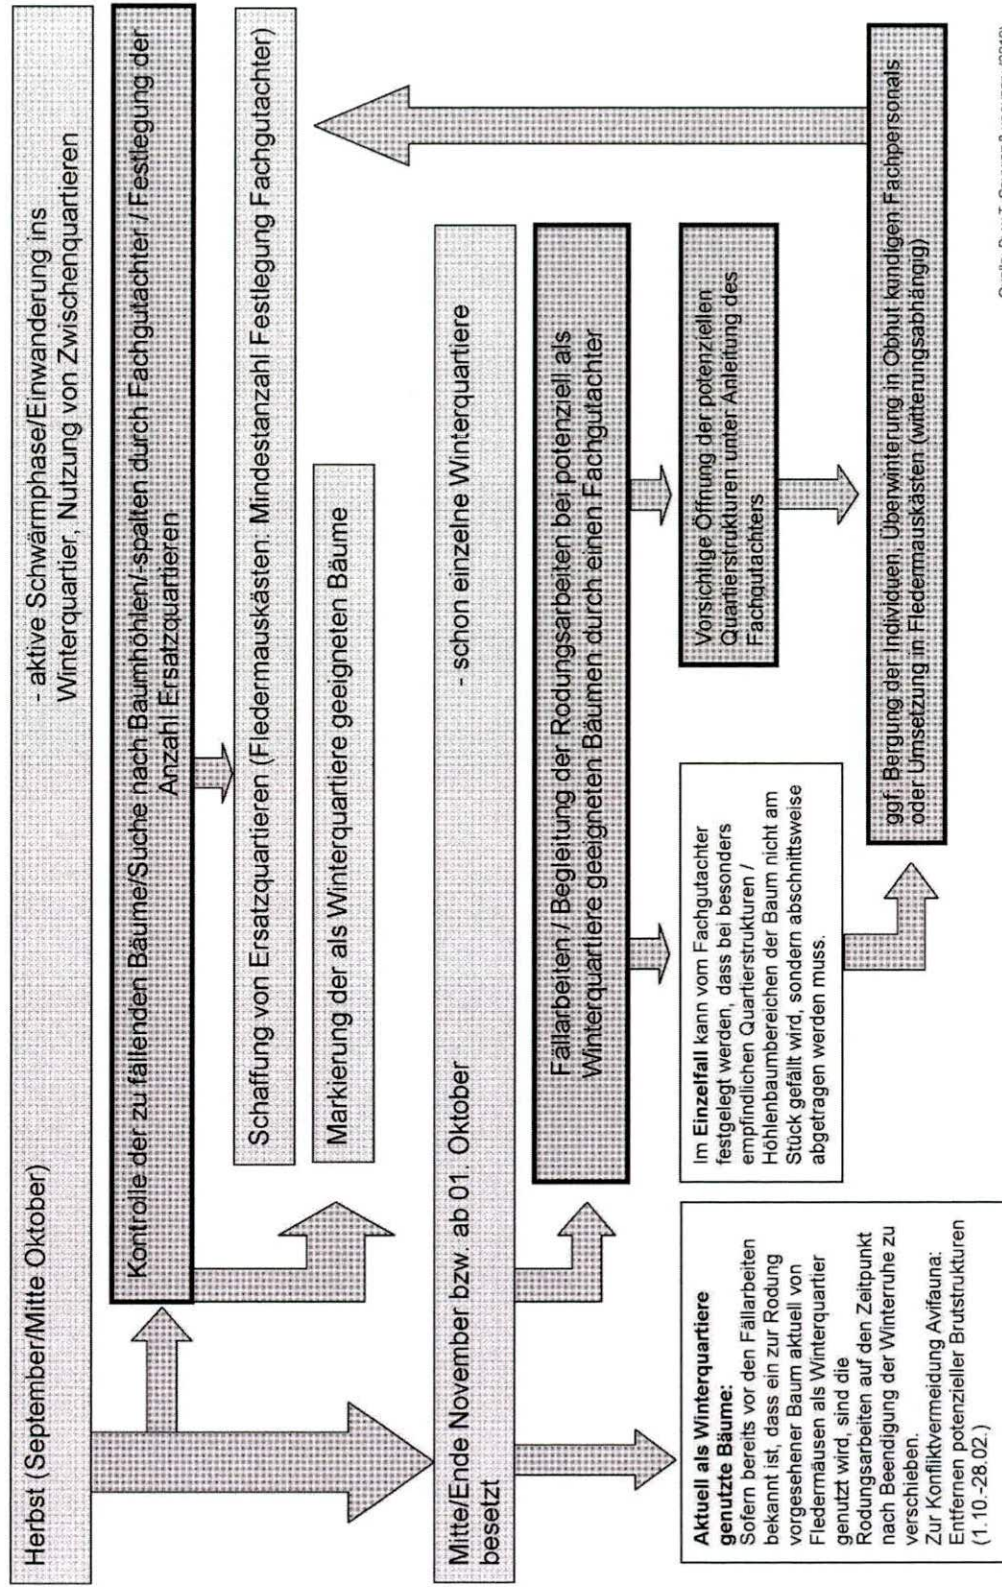 Herbst (September/Mitte Oktober) - aktive Schwärmphase/Einwanderung ins
Winterquartier, Nutzung von Zwischenquartieren
Kontrolle der zu fällenden Bäume/Suche nach Baumhöhlen/-spalten durch Fachgutachter / Festlegung der
Anzahl Ersatzquartieren
Schaffung von Ersatzquartieren (Fledermauskästen. Mindestanzahl Festlegung Fachgutachter)
Markierung der als Winterquartiere geeigneten Bäume
Mitte/Ende November bzw. ab 01. Oktober - schon einzelne Winterquartiere
besetzt
Fällarbeiten / Begleitung der Rodungsarbeiten bei potenziell als
Winterquartiere geeigneten Bäumen durch einen Fachgutachter
Aktuell als Winterquartiere
genutzte Bäume:
Sofern bereits vor den Fällarbeiten
bekannt ist, dass ein zur Rodung
vorgesehener Baum aktuell von
Fledermäusen als Winterquartier
genutzt wird, sind die
Rodungsarbeiten auf den Zeitpunkt
nach Beendigung der Winterruhe zu
verschieben.
Zur Konfliktvermeidung Avifauna:
Entfernen potenzieller Brutstrukturen
(1.10.-28.02.)
Im Einzelfall kann vom Fachgutachter
festgelegt werden, dass bei besonders
empfindlichen Quartierstrukturen /
Höhlenbaumbereichen der Baum nicht am
Stück gefällt wird, sondern abschnittsweise
abgetragen werden muss.
Vorsichtige Öffnung der potenziellen
Quartierstrukturen unter Anleitung des
Fachgutachters
ggf. Bergung der Individuen, Überwinterung in Obhut kundigen Fachpersonals
oder Umsetzung in Fledermauskästen (witterungsabhängig)